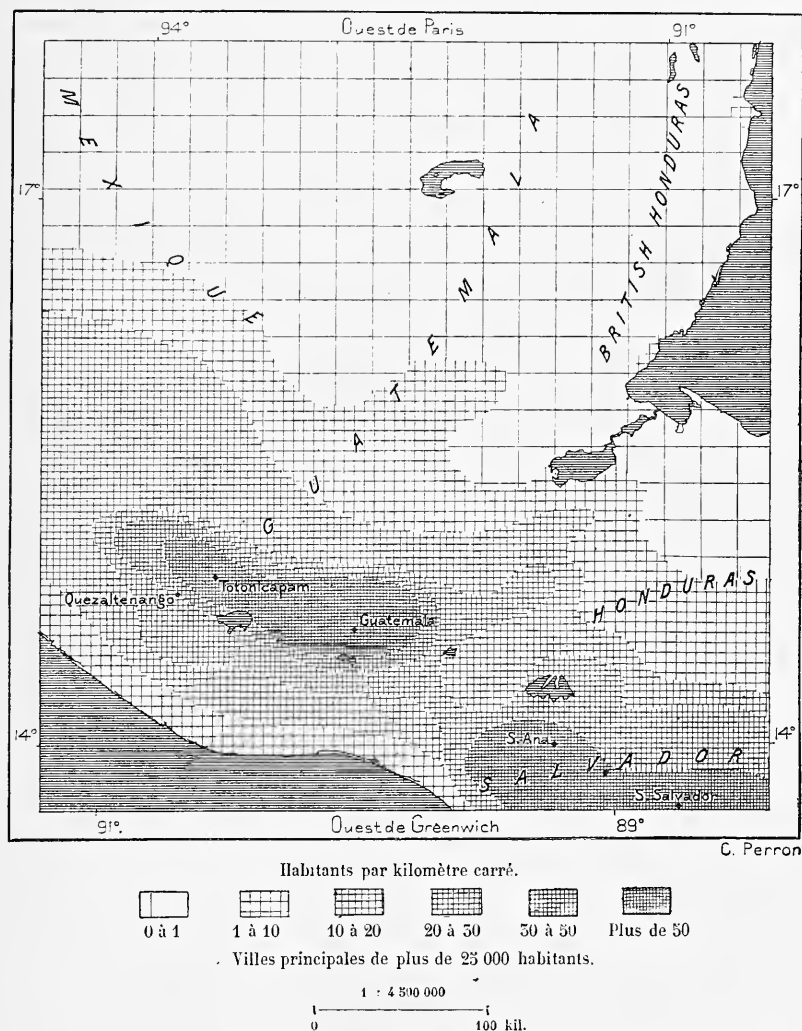 94° Ouest de Paris 91°
MEXIQUE
GUATEMALA
BRITISH HONDURAS
17° 17°
HONDURAS
Totonicapam
Quezaltenango
Guatemala
14° 14°
S. Ana
SALVADOR
S. Salvador
91°. Ouest de Greenwich 89°
C. Perron
Habitants par kilomètre carré.
0 à 1 1 à 10 10 à 20 20 à 30 30 à 50 Plus de 50
Villes principales de plus de 25 000 habitants.
1 : 4 500 000
0 100 kil.